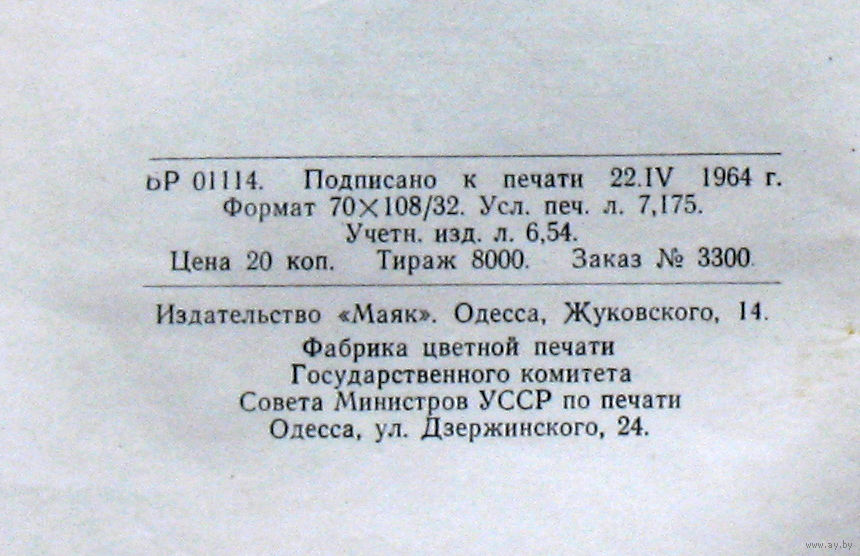 ЬР 01114. Подписано к печати 22.IV 1964 г.
Формат 70×108/32. Усл. печ. л. 7,175.
Учетн. изд. л. 6,54.
Цена 20 коп. Тираж 8000. Заказ № 3300.
Издательство «Маяк». Одесса, Жуковского, 14.
Фабрика цветной печати
Государственного комитета
Совета Министров УССР по печати
Одесса, ул. Дзержинского, 24.
www.ay.by